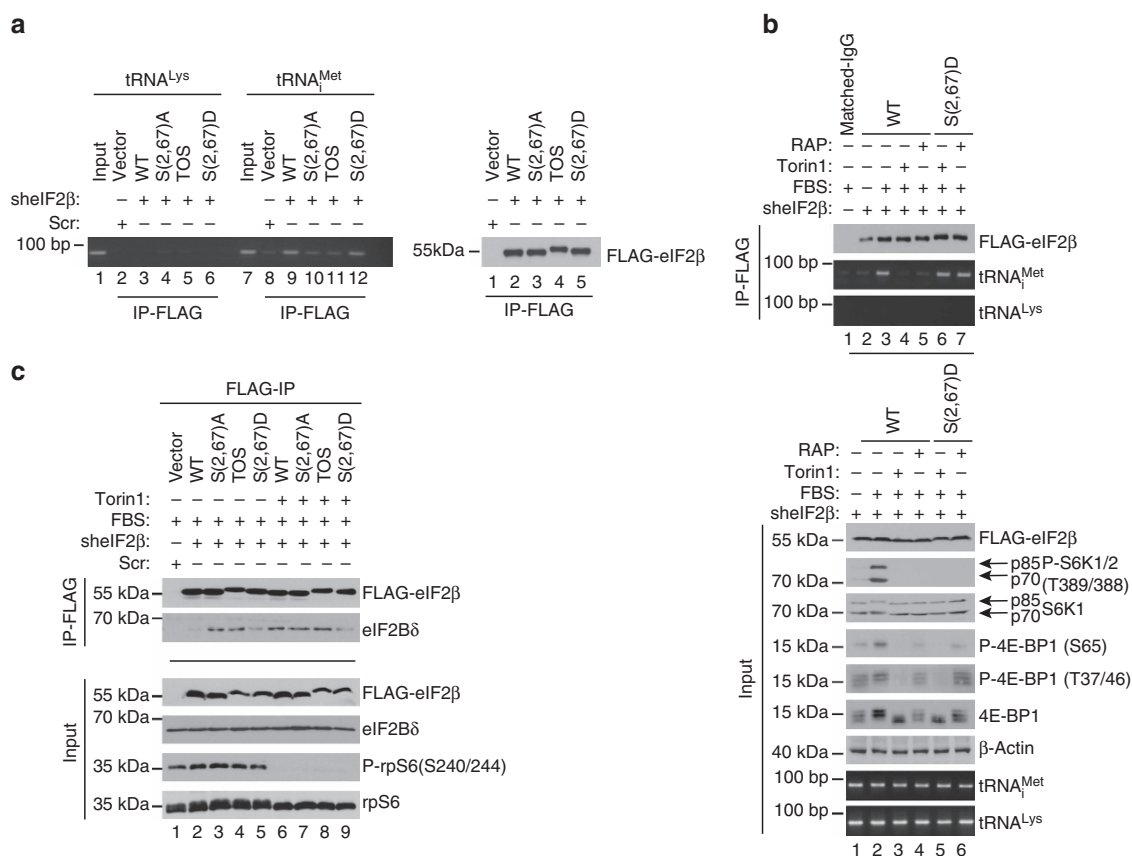 a
tRNA^Lys tRNA_i^Met
Input Vector WT S(2,67)A TOS S(2,67)D Input Vector WT S(2,67)A TOS S(2,67)D
sheIF2β: – + + + + – + + + +
Scr: + – – – – + – – – –
100 bp
1 2 3 4 5 6 7 8 9 10 11 12
IP-FLAG IP-FLAG
Vector WT S(2,67)A TOS S(2,67)D
– + + + +
+ – – – –
55kDa FLAG-eIF2β
1 2 3 4 5
IP-FLAG
b
Matched-IgG WT S(2,67)D
RAP: – – – – + – +
Torin1: – – – + – + –
FBS: + – + + + + +
sheIF2β: – + + + + + +
IP-FLAG
FLAG-eIF2β
100 bp tRNA_i^Met
100 bp tRNA^Lys
1 2 3 4 5 6 7
WT S(2,67)D
RAP: – – – + – +
Torin1: – – + – + –
FBS: – + + + + +
sheIF2β: + + + + + +
Input
55 kDa FLAG-eIF2β
p85 P-S6K1/2
70 kDa p70 (T389/388)
p85
70 kDa p70 S6K1
15 kDa P-4E-BP1 (S65)
15 kDa P-4E-BP1 (T37/46)
15 kDa 4E-BP1
40 kDa β-Actin
100 bp tRNA_i^Met
100 bp tRNA^Lys
1 2 3 4 5 6
c
FLAG-IP
Vector WT S(2,67)A TOS S(2,67)D WT S(2,67)A TOS S(2,67)D
Torin1: – – – – – + + + +
FBS: + + + + + + + + +
sheIF2β: – + + + + + + + +
Scr: + – – – – – – – –
IP-FLAG
55 kDa FLAG-eIF2β
70 kDa
eIF2Bδ
Input
55 kDa FLAG-eIF2β
70 kDa
eIF2Bδ
35 kDa P-rpS6(S240/244)
35 kDa rpS6
1 2 3 4 5 6 7 8 9